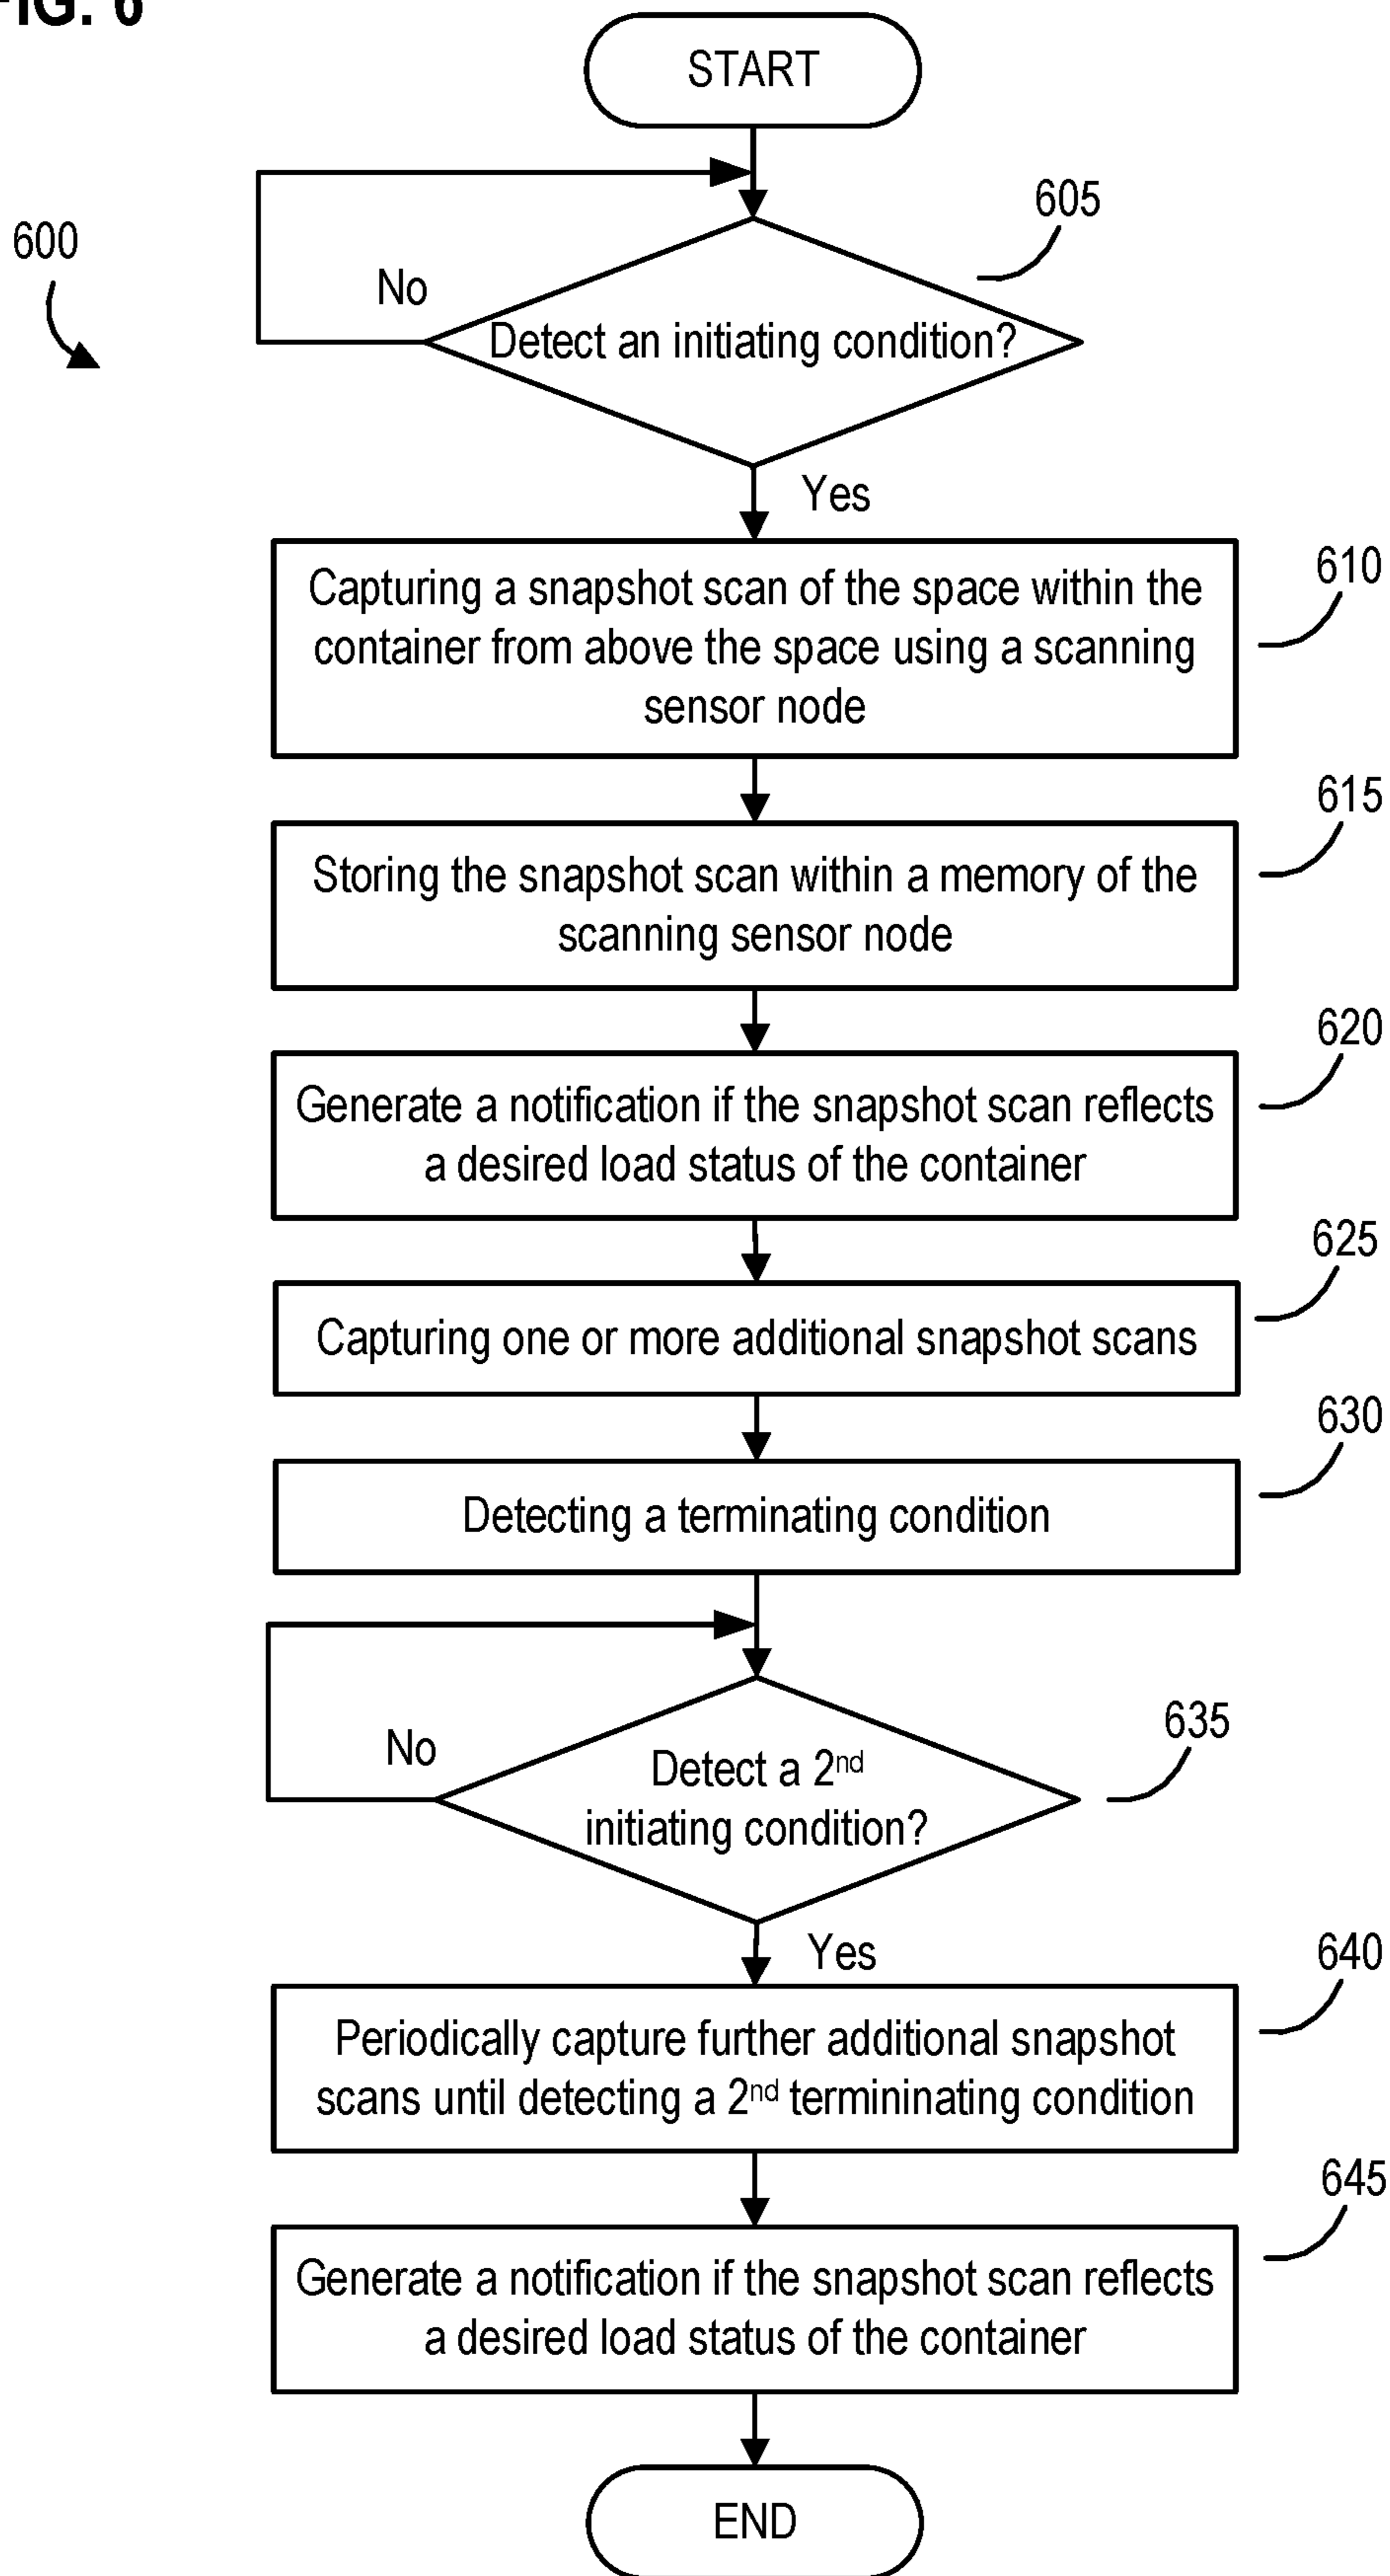 FIG. 6
START
605
600
No
Detect an initiating condition?
Yes
610
Capturing a snapshot scan of the space within the
container from above the space using a scanning
sensor node
615
Storing the snapshot scan within a memory of the
scanning sensor node
620
Generate a notification if the snapshot scan reflects
a desired load status of the container
625
Capturing one or more additional snapshot scans
630
Detecting a terminating condition
635
No
Detect a 2nd
initiating condition?
Yes
640
Periodically capture further additional snapshot
scans until detecting a 2nd termininating condition
645
Generate a notification if the snapshot scan reflects
a desired load status of the container
END